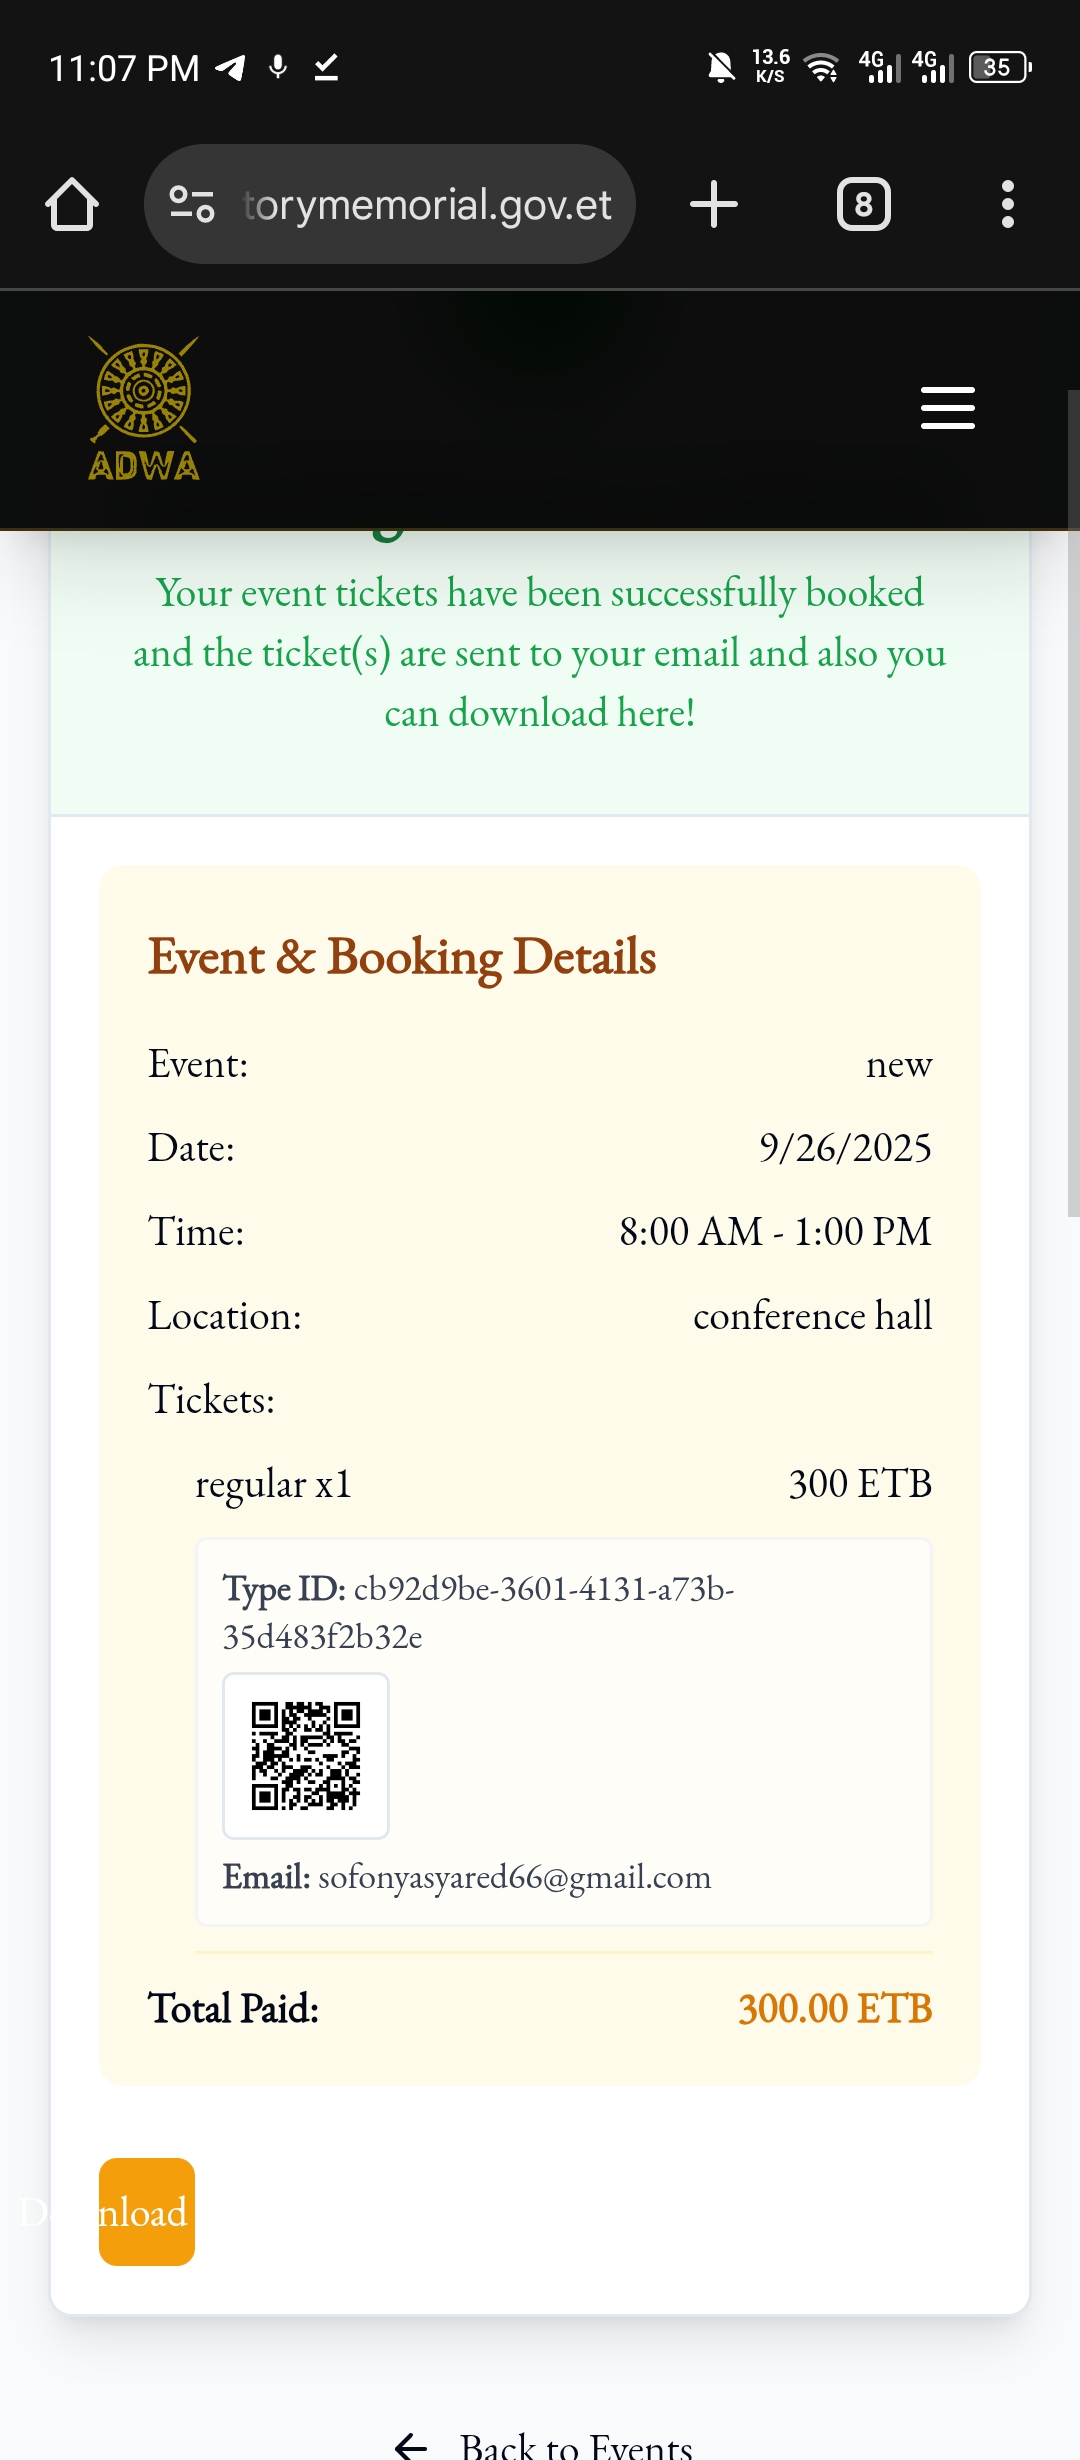 11:07 PM
13.6 K/S 4G 4G 35
torymemorial.gov.et
8
ADWA
Your event tickets have been successfully booked
and the ticket(s) are sent to your email and also you
can download here!
Event & Booking Details
Event: new
Date: 9/26/2025
Time: 8:00 AM - 1:00 PM
Location: conference hall
Tickets:
regular x1 300 ETB
Type ID: cb92d9be-3601-4131-a73b-
35d483f2b32e
Email: sofonyasyared66@gmail.com
Total Paid: 300.00 ETB
Download
Back to Events